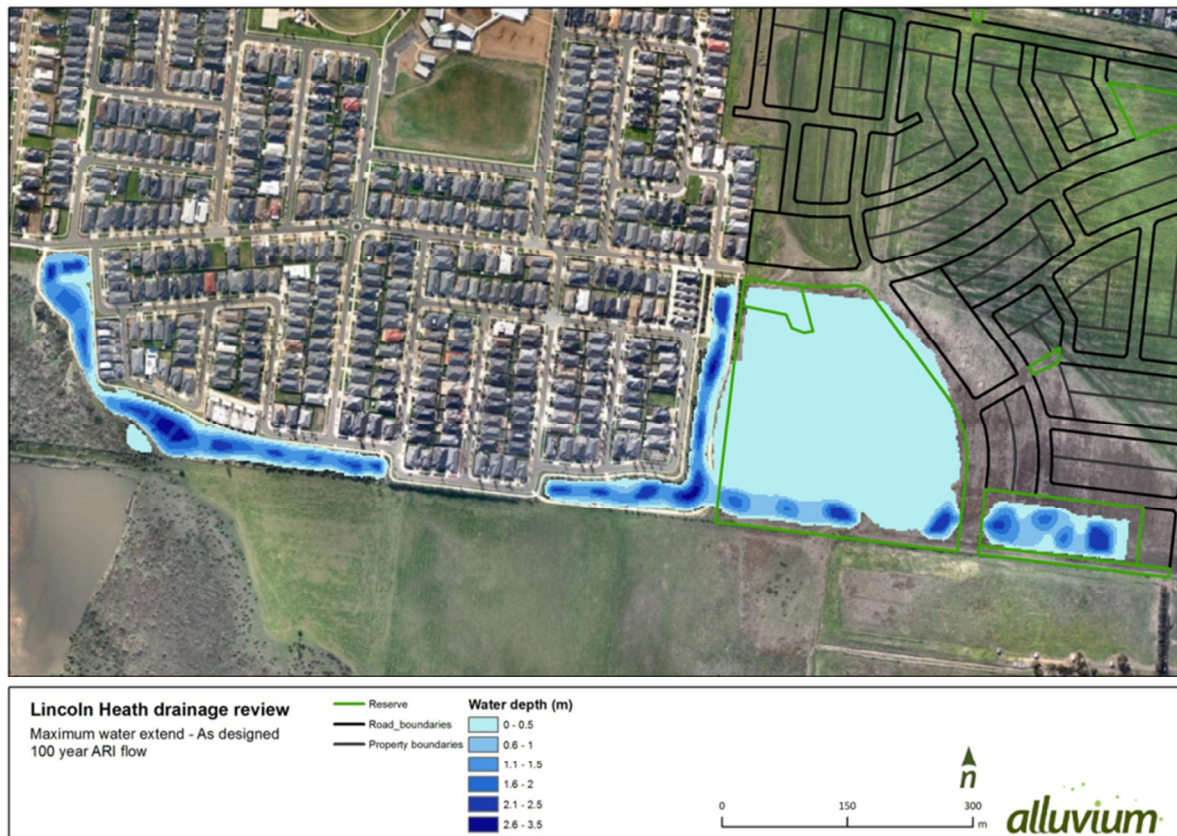 Lincoln Heath drainage review
Maximum water extend - As designed
100 year ARI flow
Reserve
Road_boundaries
Property boundaries
Water depth (m)
0 - 0.5
0.6 - 1
1.1 - 1.5
1.6 - 2
2.1 - 2.5
2.6 - 3.5
n
0 150 300
m
alluvium